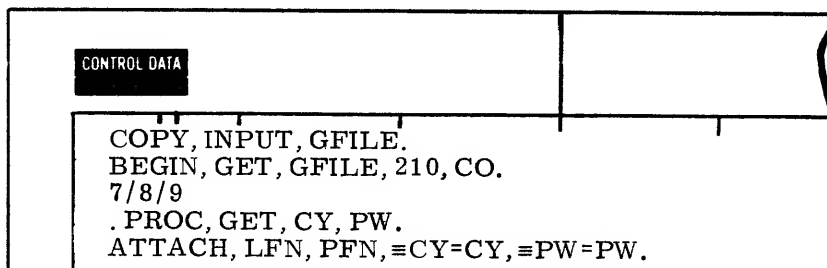 CONTROL DATA
COPY, INPUT, GFILE.
BEGIN, GET, GFILE, 210, CO.
7/8/9
. PROC, GET, CY, PW.
ATTACH, LFN, PFN, ≡CY=CY, ≡PW=PW.